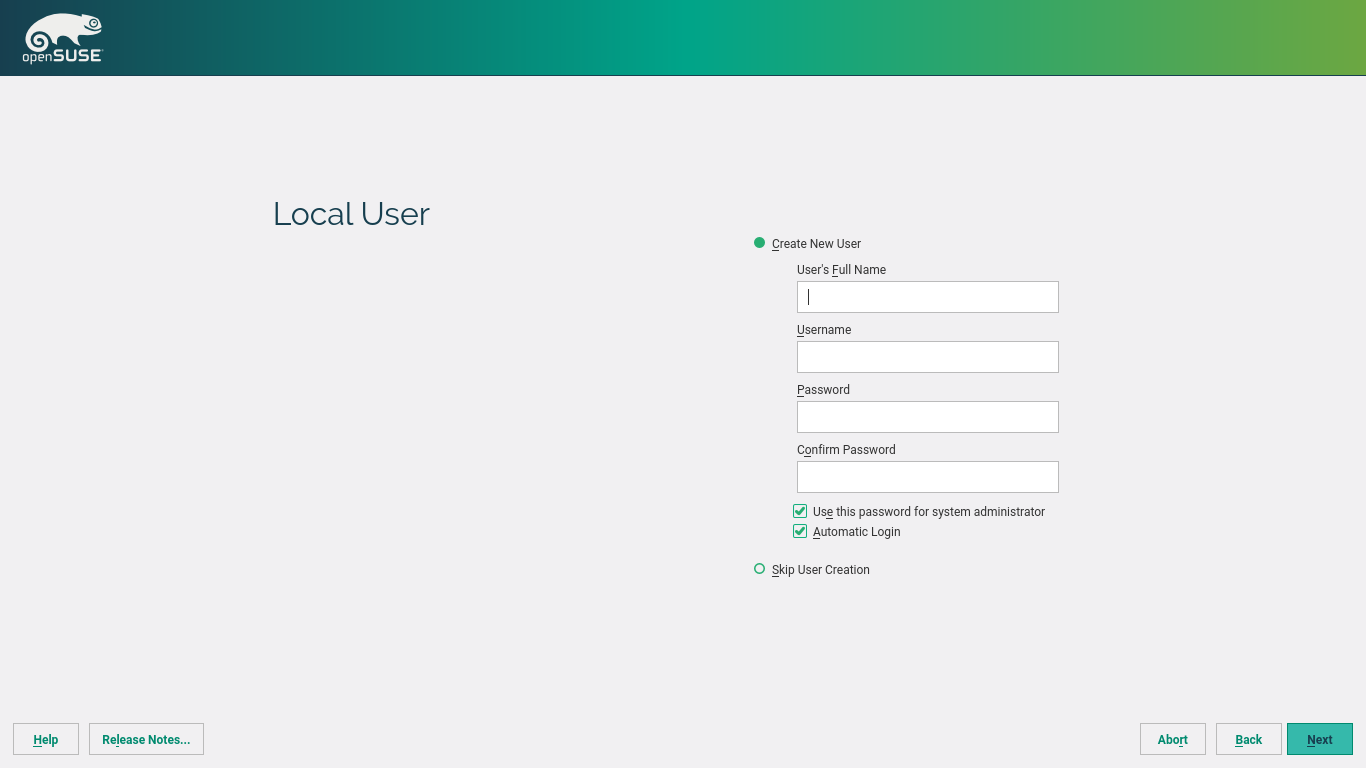 openSUSE
Local User
Create New User
User's Full Name
Username
Password
Confirm Password
Use this password for system administrator
Automatic Login
Skip User Creation
Help
Release Notes...
Abort
Back
Next